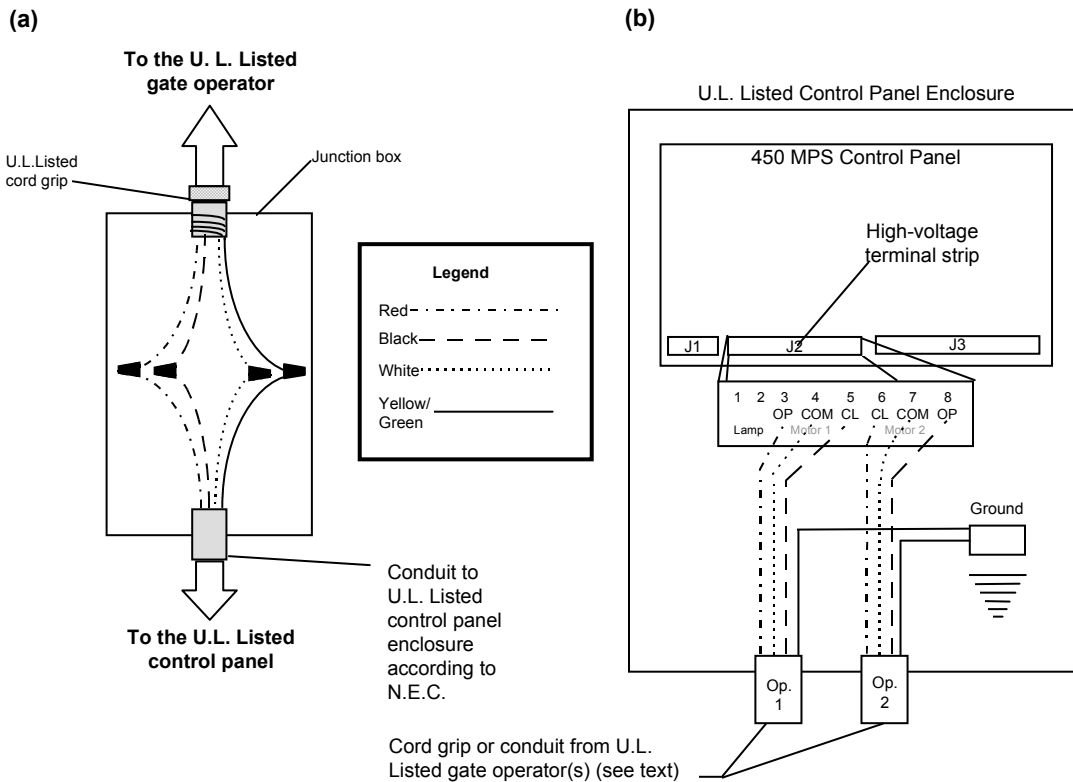 (a)
To the U. L. Listed
gate operator
U.L.Listed
cord grip
Junction box
Legend
Red
Black
White
Yellow/
Green
Conduit to
U.L. Listed
control panel
enclosure
according to
N.E.C.
To the U.L. Listed
control panel
(b)
U.L. Listed Control Panel Enclosure
450 MPS Control Panel
High-voltage
terminal strip
J1 J2 J3
1 2 3 4 5 6 7 8
OP COM CL CL COM OP
Lamp Motor 1 Motor 2
Ground
Op.
1
Op.
2
Cord grip or conduit from U.L.
Listed gate operator(s) (see text)